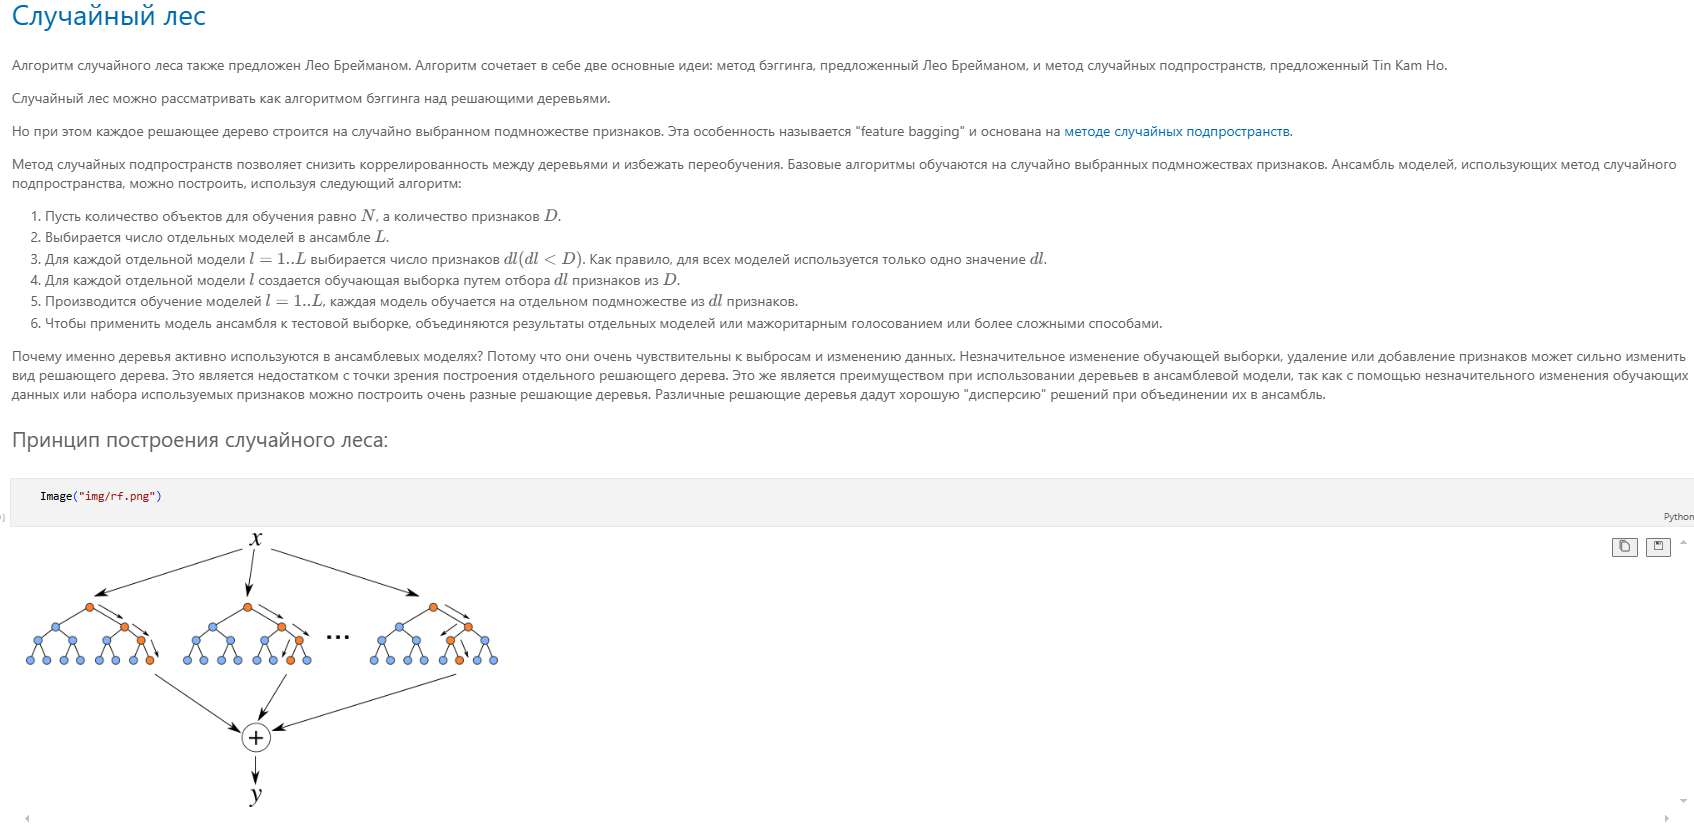 Случайный лес
Алгоритм случайного леса также предложен Лео Брейманом. Алгоритм сочетает в себе две основные идеи: метод бэггинга, предложенный Лео Брейманом, и метод случайных подпространств, предложенный Tin Kam Ho.
Случайный лес можно рассматривать как алгоритмом бэггинга над решающими деревьями.
Но при этом каждое решающее дерево строится на случайно выбранном подмножестве признаков. Эта особенность называется "feature bagging" и основана на методе случайных подпространств.
Метод случайных подпространств позволяет снизить коррелированность между деревьями и избежать переобучения. Базовые алгоритмы обучаются на случайно выбранных подмножествах признаков. Ансамбль моделей, использующих метод случайного
подпространства, можно построить, используя следующий алгоритм:
1. Пусть количество объектов для обучения равно N, а количество признаков D.
2. Выбирается число отдельных моделей в ансамбле L.
3. Для каждой отдельной модели l = 1..L выбирается число признаков dl(dl < D). Как правило, для всех моделей используется только одно значение dl.
4. Для каждой отдельной модели l создается обучающая выборка путем отбора dl признаков из D.
5. Производится обучение моделей l = 1..L, каждая модель обучается на отдельном подмножестве из dl признаков.
6. Чтобы применить модель ансамбля к тестовой выборке, объединяются результаты отдельных моделей или мажоритарным голосованием или более сложными способами.
Почему именно деревья активно используются в ансамблевых моделях? Потому что они очень чувствительны к выбросам и изменению данных. Незначительное изменение обучающей выборки, удаление или добавление признаков может сильно изменить
вид решающего дерева. Это является недостатком с точки зрения построения отдельного решающего дерева. Это же является преимуществом при использовании деревьев в ансамблевой модели, так как с помощью незначительного изменения обучающих
данных или набора используемых признаков можно построить очень разные решающие деревья. Различные решающие деревья дадут хорошую "дисперсию" решений при объединении их в ансамбль.
Принцип построения случайного леса:
Image("img/rf.png")
Python
x
...
+
y